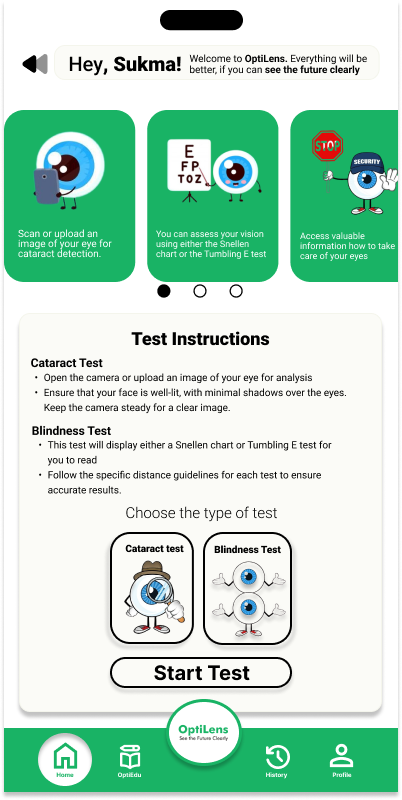 Hey, Sukma!
Welcome to OptiLens. Everything will be
better, if you can see the future clearly
Scan or upload an
image of your eye for
cataract detection.
E
F P
T O Z
You can assess your vision
using either the Snellen
chart or the Tumbling E test
STOP
SECURITY
Access valuable
information how to take
care of your eyes
Test Instructions
Cataract Test
• Open the camera or upload an image of your eye for analysis
• Ensure that your face is well-lit, with minimal shadows over the eyes.
Keep the camera steady for a clear image.
Blindness Test
• This test will display either a Snellen chart or Tumbling E test for
you to read
• Follow the specific distance guidelines for each test to ensure
accurate results.
Choose the type of test
Cataract test
Blindness Test
Start Test
OptiLens
See the Future Clearly
Home
OptiEdu
History
Profile